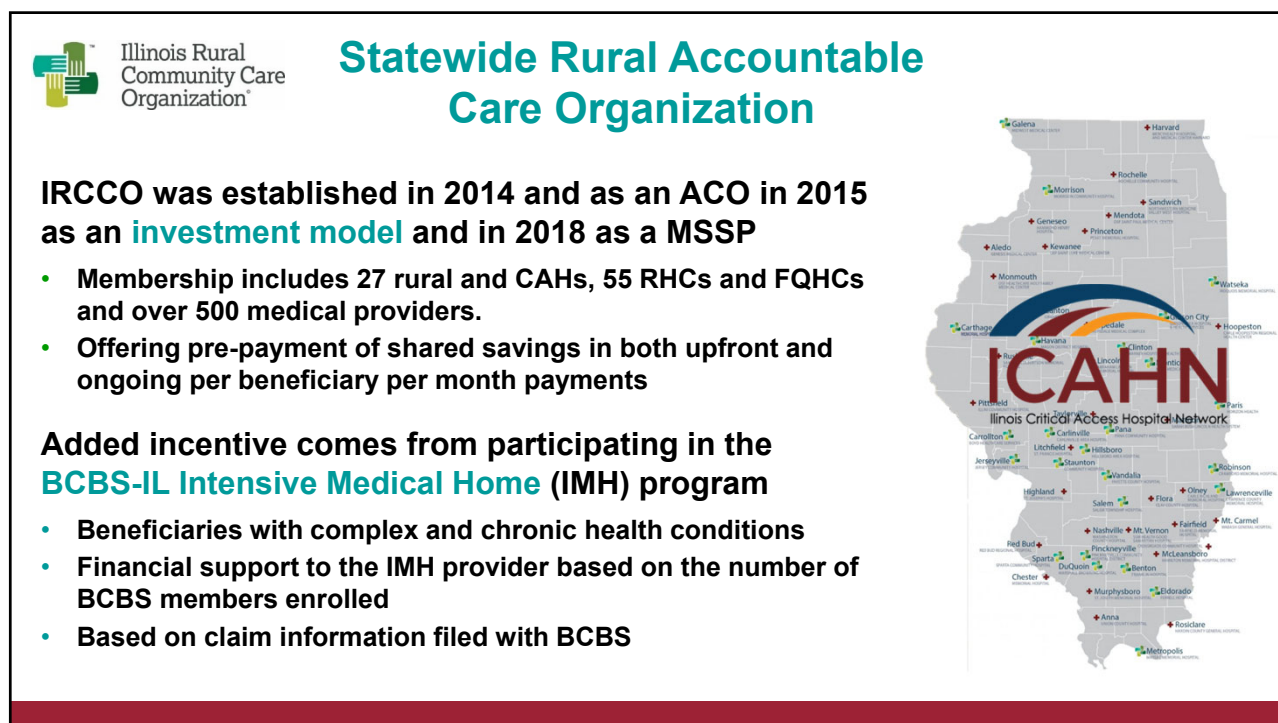 Illinois Rural
Community Care
Organization
Statewide Rural Accountable
Care Organization
IRCCO was established in 2014 and as an ACO in 2015
as an investment model and in 2018 as a MSSP
• Membership includes 27 rural and CAHs, 55 RHCs and FQHCs
and over 500 medical providers.
• Offering pre-payment of shared savings in both upfront and
ongoing per beneficiary per month payments
Added incentive comes from participating in the
BCBS-IL Intensive Medical Home (IMH) program
• Beneficiaries with complex and chronic health conditions
• Financial support to the IMH provider based on the number of
BCBS members enrolled
• Based on claim information filed with BCBS
Galena
Harvard
Rochelle
Morrison
Sandwich
Mendota
Geneseo
Princeton
Aledo
Kewanee
Monmouth
Watseka
Carthage
Hoopeston
Havana
Clinton
Lincoln
ICAHN
Illinois Critical Access Hospital Network
Pittsfield
Taylorville
Paris
Carrollton
Carlinville
Pana
Litchfield
Hillsboro
Jerseyville
Staunton
Vandalia
Robinson
Highland
Salem
Flora
Olney
Lawrenceville
Nashville
Mt. Vernon
Fairfield
Mt. Carmel
Red Bud
Sparta
Pinckneyville
McLeansboro
DuQuoin
Benton
Chester
Murphysboro
Eldorado
Anna
Rosiclare
Metropolis